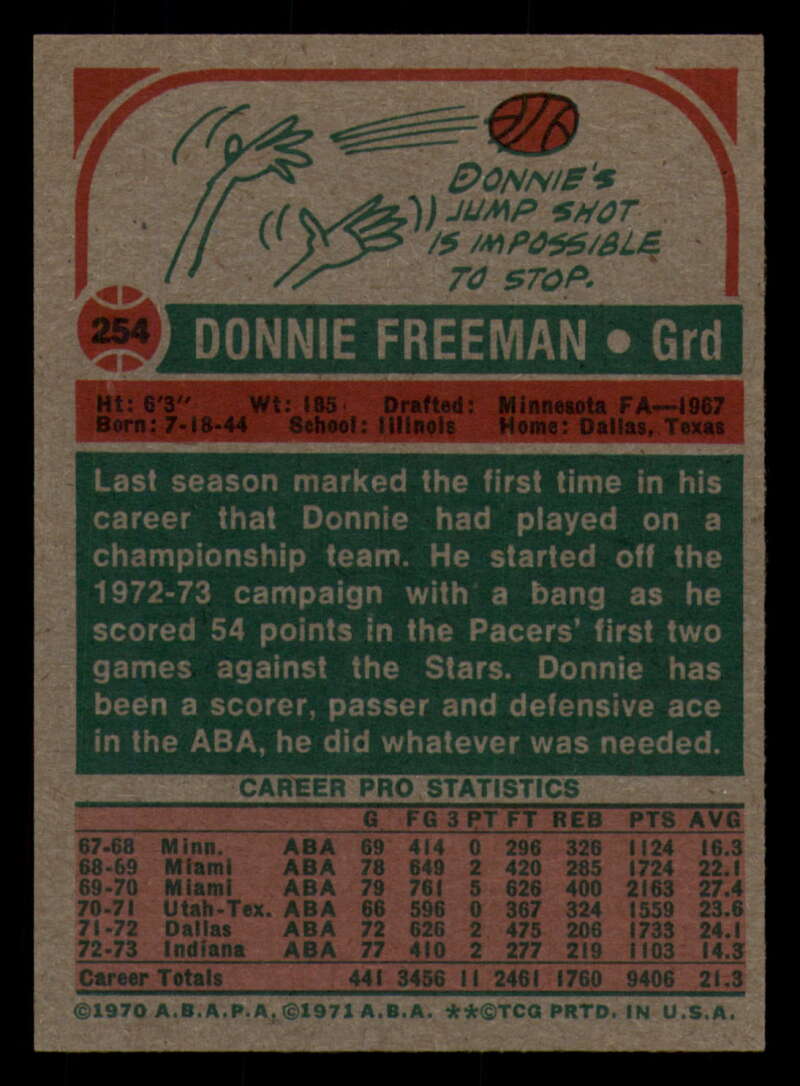 DONNIE'S
JUMP SHOT
IS IMPOSSIBLE
TO STOP.
254 DONNIE FREEMAN • Grd
Ht: 6'3" Wt: 185 Drafted: Minnesota FA—1967
Born: 7-18-44 School: Illinois Home: Dallas, Texas
Last season marked the first time in his
career that Donnie had played on a
championship team. He started off the
1972-73 campaign with a bang as he
scored 54 points in the Pacers' first two
games against the Stars. Donnie has
been a scorer, passer and defensive ace
in the ABA, he did whatever was needed.
CAREER PRO STATISTICS
G FG 3 PT FT REB PTS AVG
67-68 Minn. ABA 69 414 0 296 326 1124 16.3
68-69 Miami ABA 78 649 2 420 285 1724 22.1
69-70 Miami ABA 79 761 5 626 400 2163 27.4
70-71 Utah-Tex. ABA 66 596 0 367 324 1559 23.6
71-72 Dallas ABA 72 626 2 475 206 1733 24.1
72-73 Indiana ABA 77 410 2 277 219 1103 14.3
Career Totals 441 3456 11 2461 1760 9406 21.3
©1970 A.B.A.P.A. ©1971 A.B.A. **©TCG PRTD. IN U.S.A.